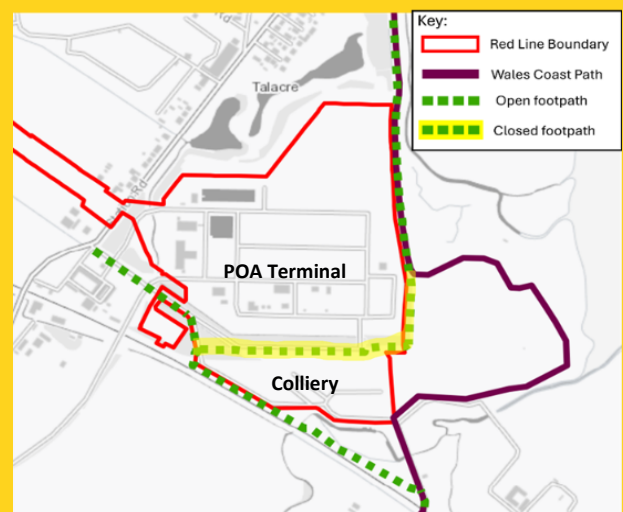 Key:
Red Line Boundary
Wales Coast Path
Open footpath
Closed footpath
Rd
Talacre
POA Terminal
Colliery